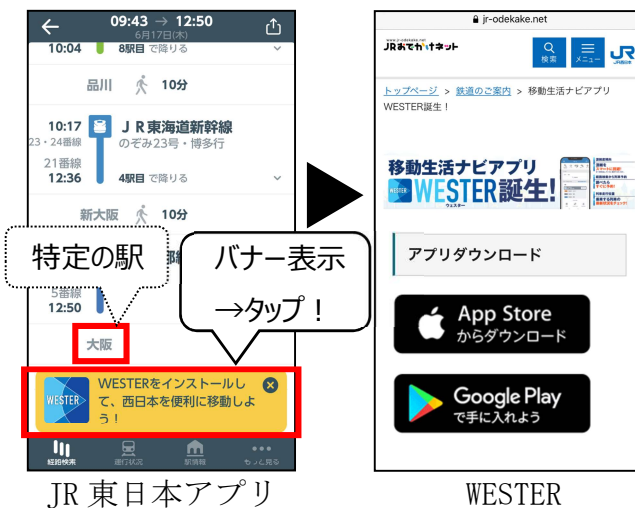 09:43 → 12:50
6月17日(木)
10:04 8駅目 で降りる
品川 10分
10:17 ＪＲ東海道新幹線
23・24番線 のぞみ23号・博多行
21番線
12:36 4駅目 で降りる
新大阪 10分
特定の駅
バナー表示
→タップ！
5番線
12:50
大阪
WESTER
WESTERをインストールし
て、西日本を便利に移動しよ
う！
経路検索 運行状況 駅情報 もっと見る
JR 東日本アプリ
jr-odekake.net
JRおでかけネット
検索 メニュー JR西日本
トップページ > 鉄道のご案内 > 移動生活ナビアプリ
WESTER誕生！
移動生活ナビアプリ
WESTER誕生!
ウェスター
アプリダウンロード
App Store
からダウンロード
Google Play
で手に入れよう
WESTER